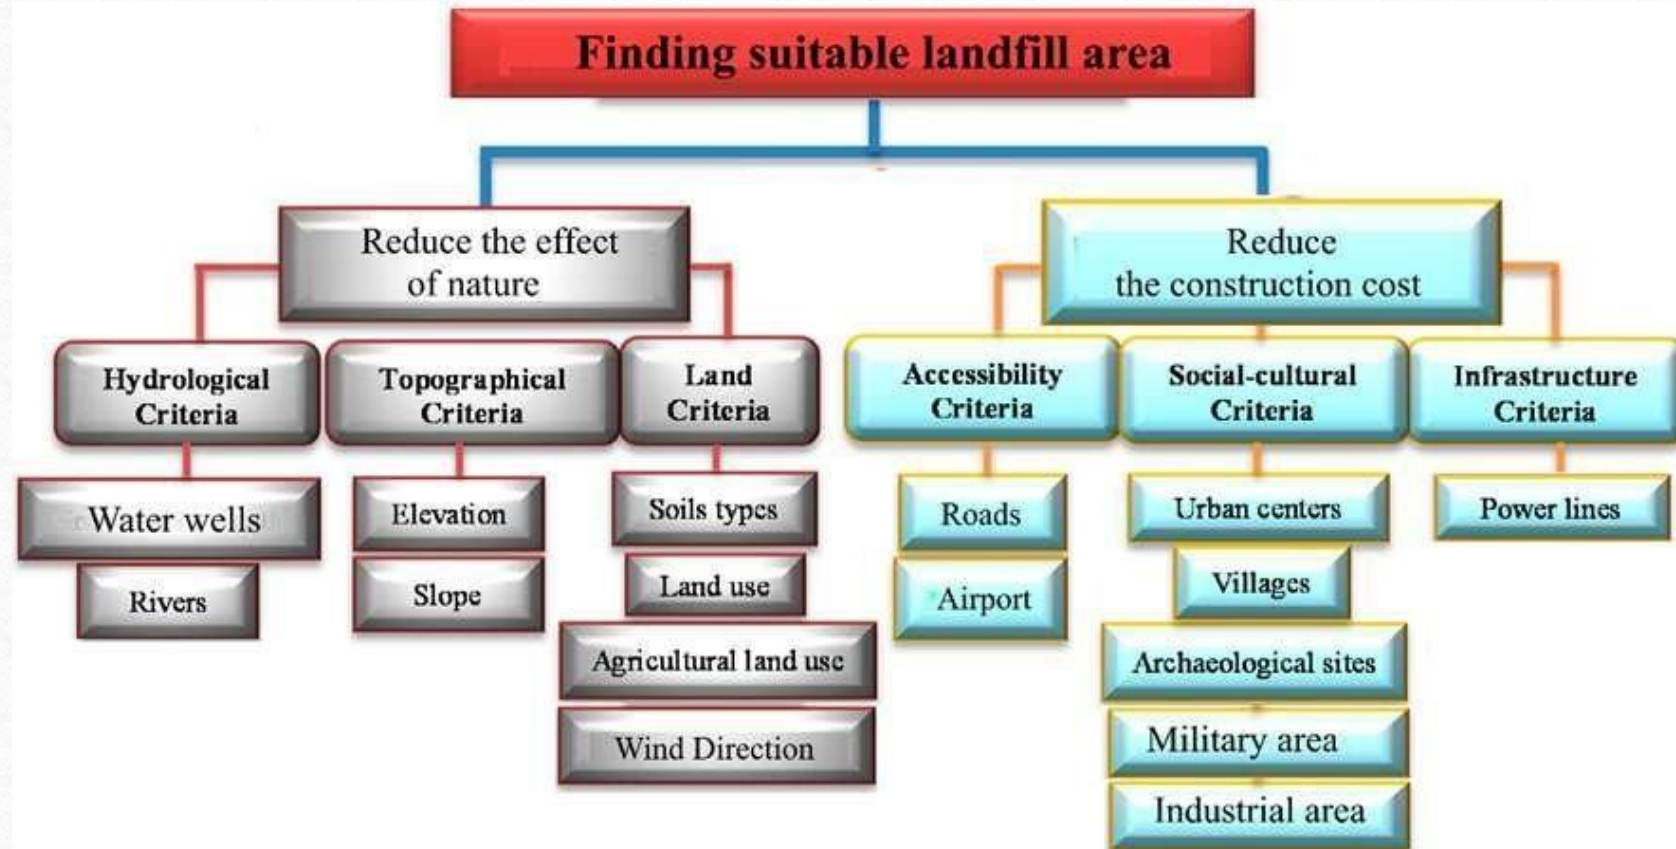 Finding suitable landfill area
Reduce the effect
of nature
Reduce
the construction cost
Hydrological
Criteria
Topographical
Criteria
Land
Criteria
Accessibility
Criteria
Social-cultural
Criteria
Infrastructure
Criteria
Water wells
Rivers
Elevation
Slope
Soils types
Land use
Agricultural land use
Wind Direction
Roads
Airport
Urban centers
Villages
Archaeological sites
Military area
Industrial area
Power lines